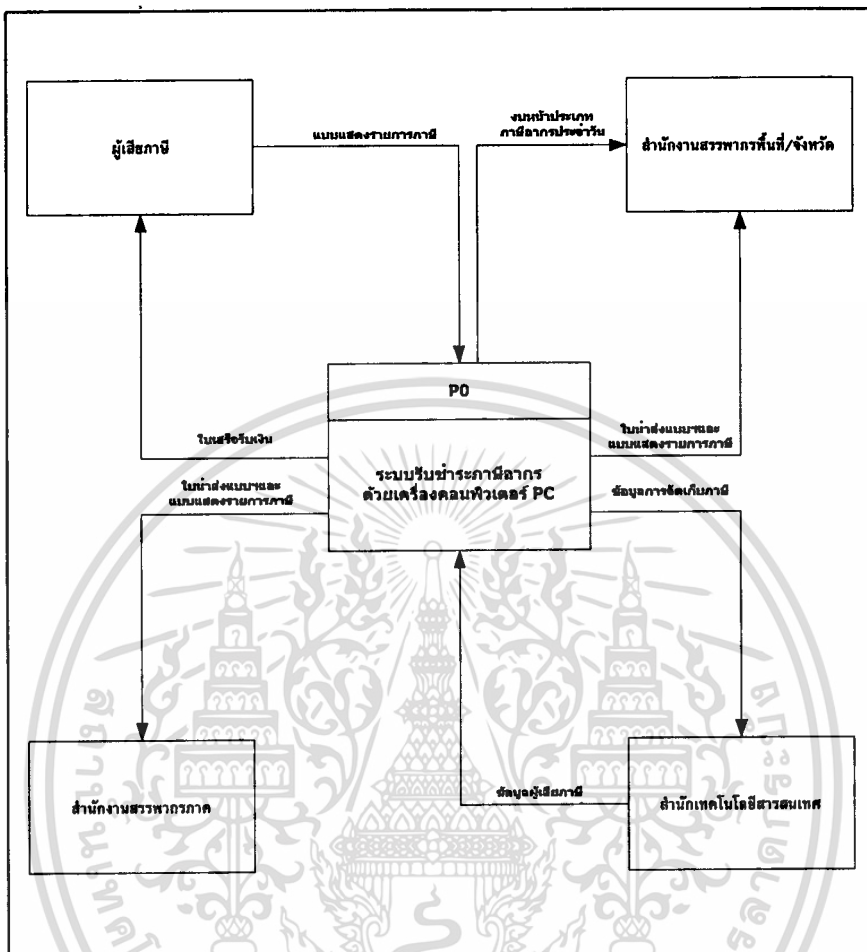 ผู้เสียภาษี
แบบแสดงรายการภาษี
งบหน้าประเภท
ภาษีอากรประจำวัน
สำนักงานสรรพากรพื้นที่/จังหวัด
P0
ระบบรับชำระภาษีอากร
ด้วยเครื่องคอมพิวเตอร์ PC
ใบเสร็จรับเงิน
ใบนำส่งแบบฯและ
แบบแสดงรายการภาษี
ใบนำส่งแบบฯและ
แบบแสดงรายการภาษี
ข้อมูลการจัดเก็บภาษี
สำนักงานสรรพากรภาค
ข้อมูลผู้เสียภาษี
สำนักเทคโนโลยีสารสนเทศ